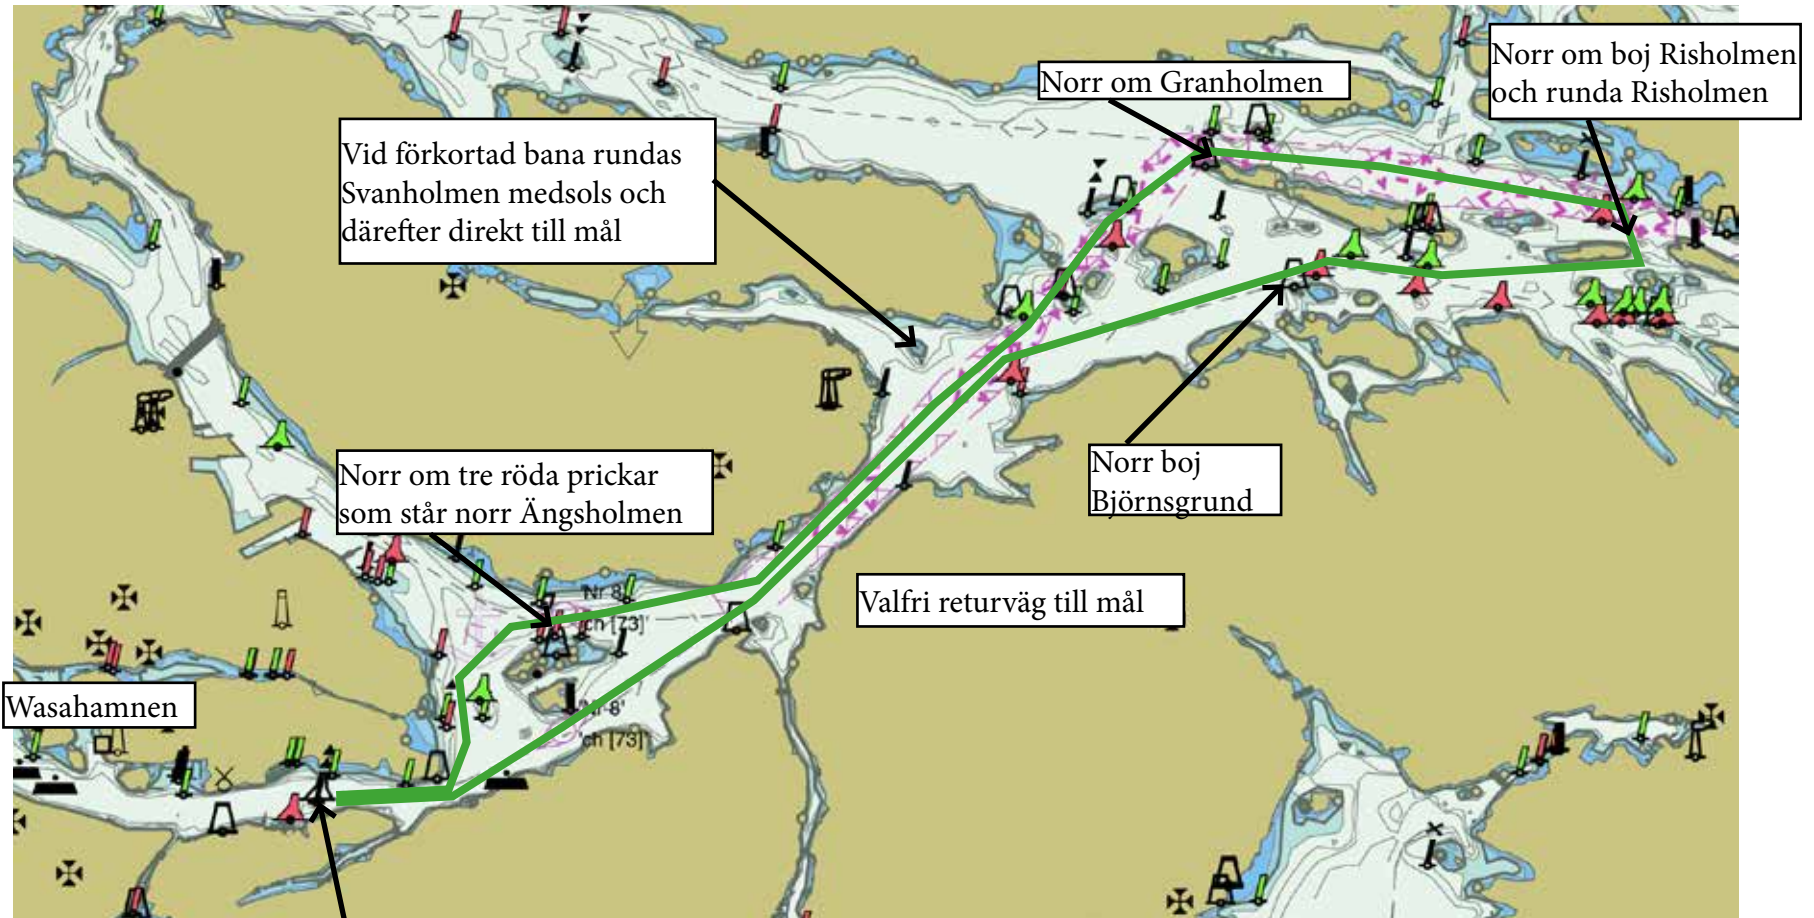 Norr om Granholmen
Norr om boj Risholmen
och runda Risholmen
Vid förkortad bana rundas
Svanholmen medsols och
därefter direkt till mål
Norr om tre röda prickar
som står norr Ängsholmen
Norr boj
Björnsgrund
Valfri returväg till mål
'Nr 8'
'ch [73]'
Wasahamnen
'Nr-8'
'ch [73]'